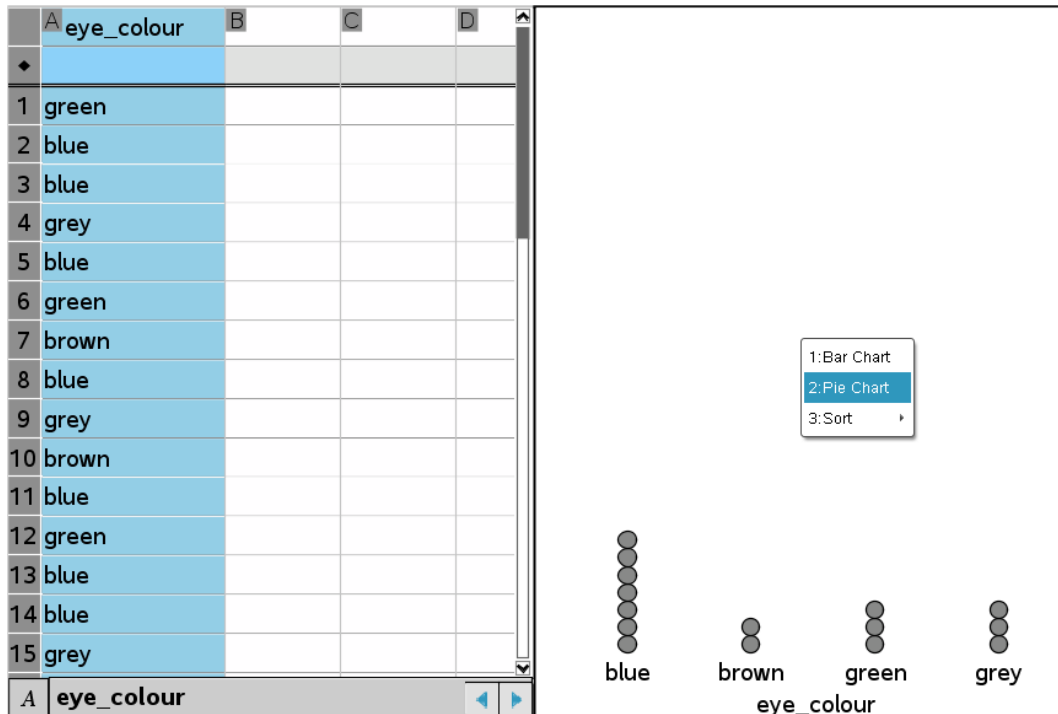 A eye_colour B C D
◆
1 green
2 blue
3 blue
4 grey
5 blue
6 green
7 brown
8 blue
9 grey
10 brown
11 blue
12 green
13 blue
14 blue
15 grey
A eye_colour
1:Bar Chart
2:Pie Chart
3:Sort
blue brown green grey
eye_colour